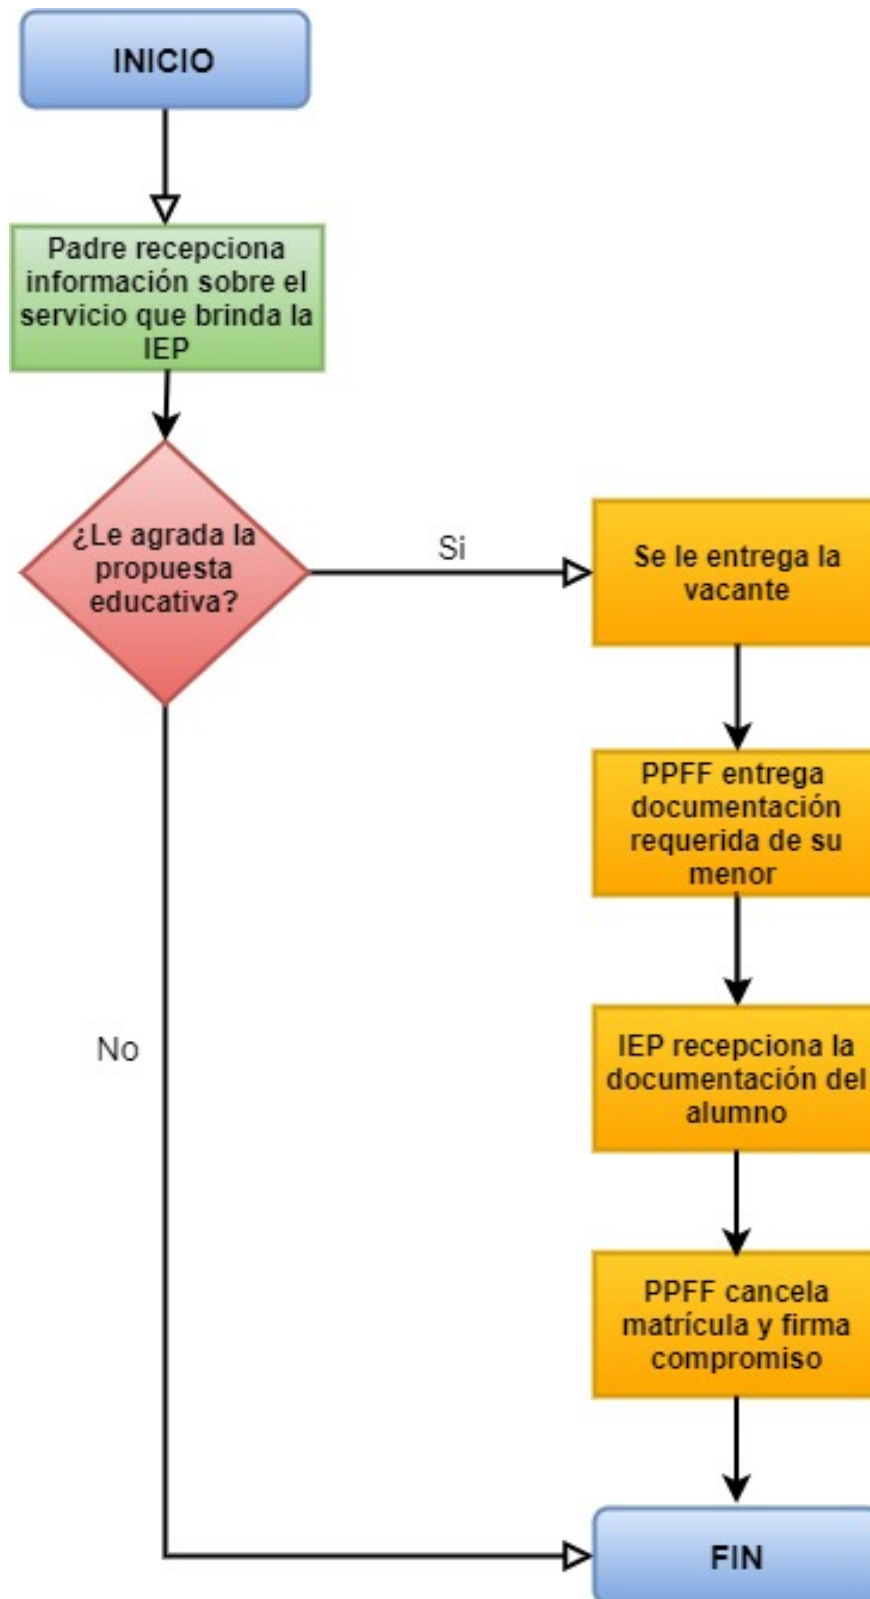 INICIO
Padre recepciona
información sobre el
servicio que brinda la
IEP
¿Le agrada la
propuesta
educativa?
Si
Se le entrega la
vacante
PPFF entrega
documentación
requerida de su
menor
IEP recepciona la
documentación del
alumno
PPFF cancela
matrícula y firma
compromiso
No
FIN